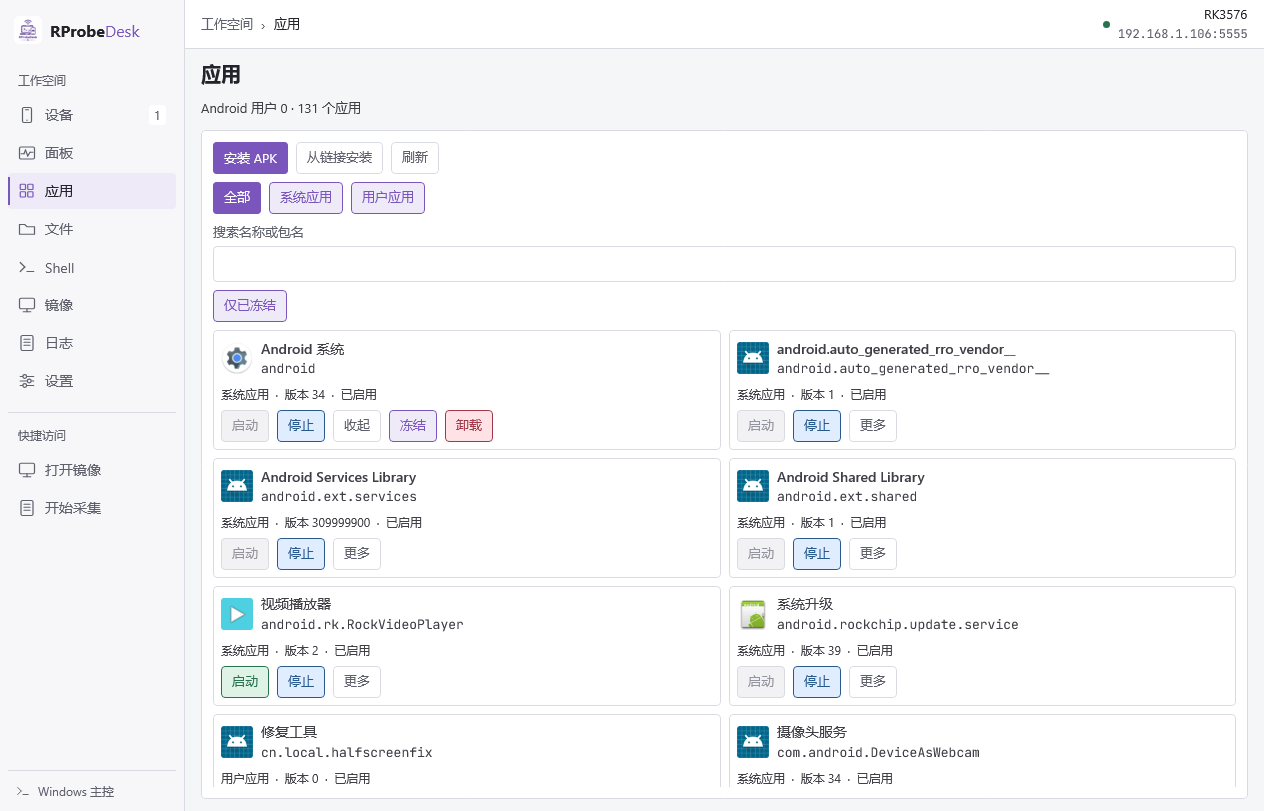 RProbeDesk
工作空间
设备 1
面板
应用
文件
Shell
镜像
日志
设置
快捷访问
打开镜像
开始采集
Windows 主控
工作空间 › 应用
RK3576
192.168.1.106:5555
应用
Android 用户 0 · 131 个应用
安装 APK 从链接安装 刷新
全部 系统应用 用户应用
搜索名称或包名
仅已冻结
Android 系统
android
系统应用 · 版本 34 · 已启用
启动 停止 收起 冻结 卸载
android.auto_generated_rro_vendor__
android.auto_generated_rro_vendor__
系统应用 · 版本 1 · 已启用
启动 停止 更多
Android Services Library
android.ext.services
系统应用 · 版本 309999900 · 已启用
启动 停止 更多
Android Shared Library
android.ext.shared
系统应用 · 版本 1 · 已启用
启动 停止 更多
视频播放器
android.rk.RockVideoPlayer
系统应用 · 版本 2 · 已启用
启动 停止 更多
系统升级
android.rockchip.update.service
系统应用 · 版本 39 · 已启用
启动 停止 更多
修复工具
cn.local.halfscreenfix
用户应用 · 版本 0 · 已启用
摄像头服务
com.android.DeviceAsWebcam
系统应用 · 版本 34 · 已启用